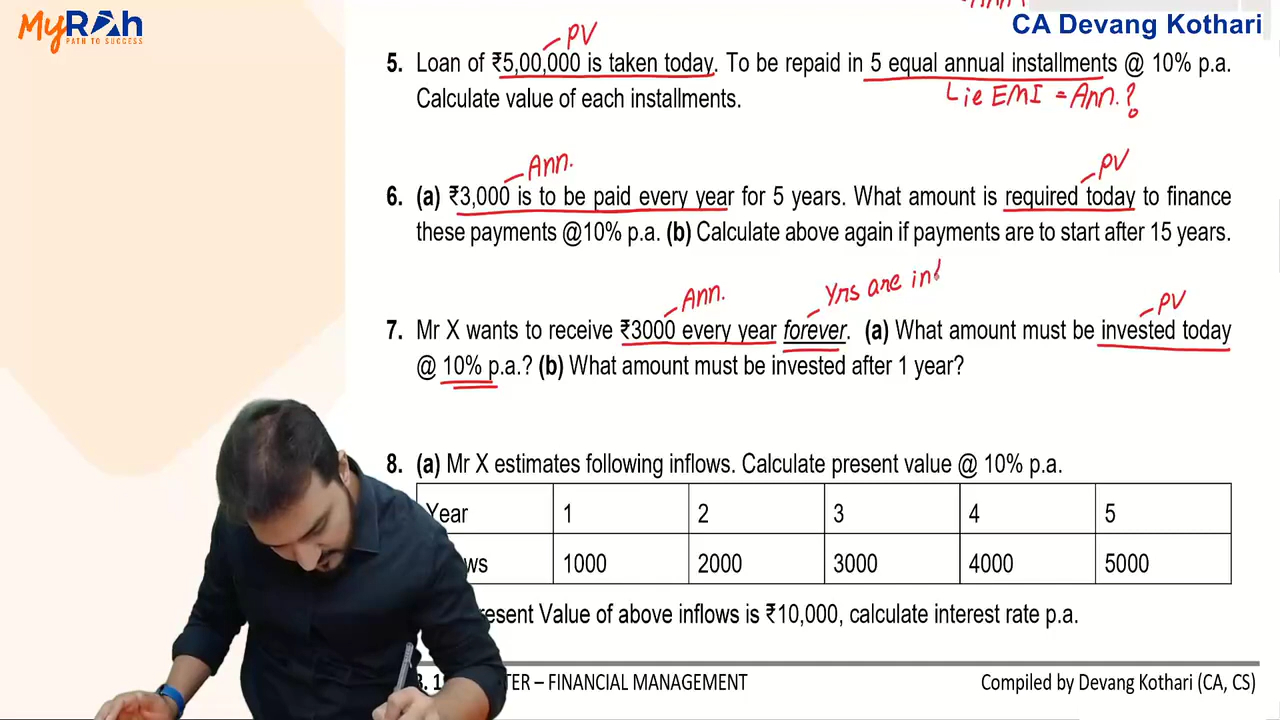 MyRAh
PATH TO SUCCESS
CA Devang Kothari
PV
5. Loan of ₹5,00,000 is taken today. To be repaid in 5 equal annual installments @ 10% p.a.
Calculate value of each installments.
ie EMI = Ann.?
Ann.
PV
6. (a) ₹3,000 is to be paid every year for 5 years. What amount is required today to finance
these payments @10% p.a. (b) Calculate above again if payments are to start after 15 years.
Ann.
Yrs are inf
PV
7. Mr X wants to receive ₹3000 every year forever. (a) What amount must be invested today
@ 10% p.a.? (b) What amount must be invested after 1 year?
8. (a) Mr X estimates following inflows. Calculate present value @ 10% p.a.
Year 1 2 3 4 5
ws 1000 2000 3000 4000 5000
resent Value of above inflows is ₹10,000, calculate interest rate p.a.
TER – FINANCIAL MANAGEMENT
Compiled by Devang Kothari (CA, CS)